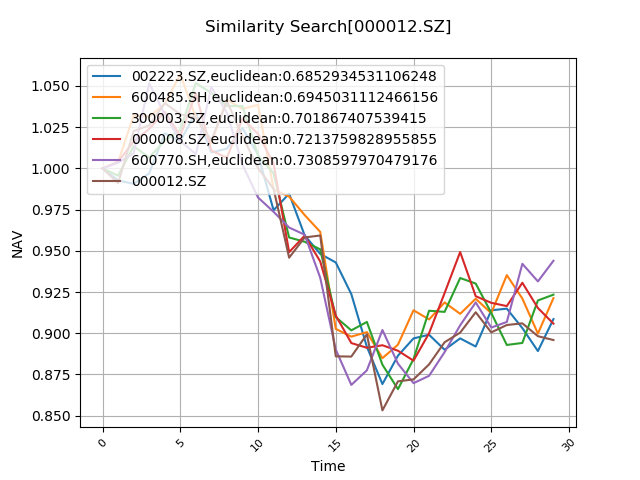 Similarity Search[000012.SZ]
002223.SZ,euclidean:0.6852934531106248
600485.SH,euclidean:0.6945031112466156
300003.SZ,euclidean:0.701867407539415
000008.SZ,euclidean:0.7213759828955855
600770.SH,euclidean:0.7308597970479176
000012.SZ
1.050
1.025
1.000
0.975
0.950
0.925
0.900
0.875
0.850
NAV
0 5 10 15 20 25 30
Time